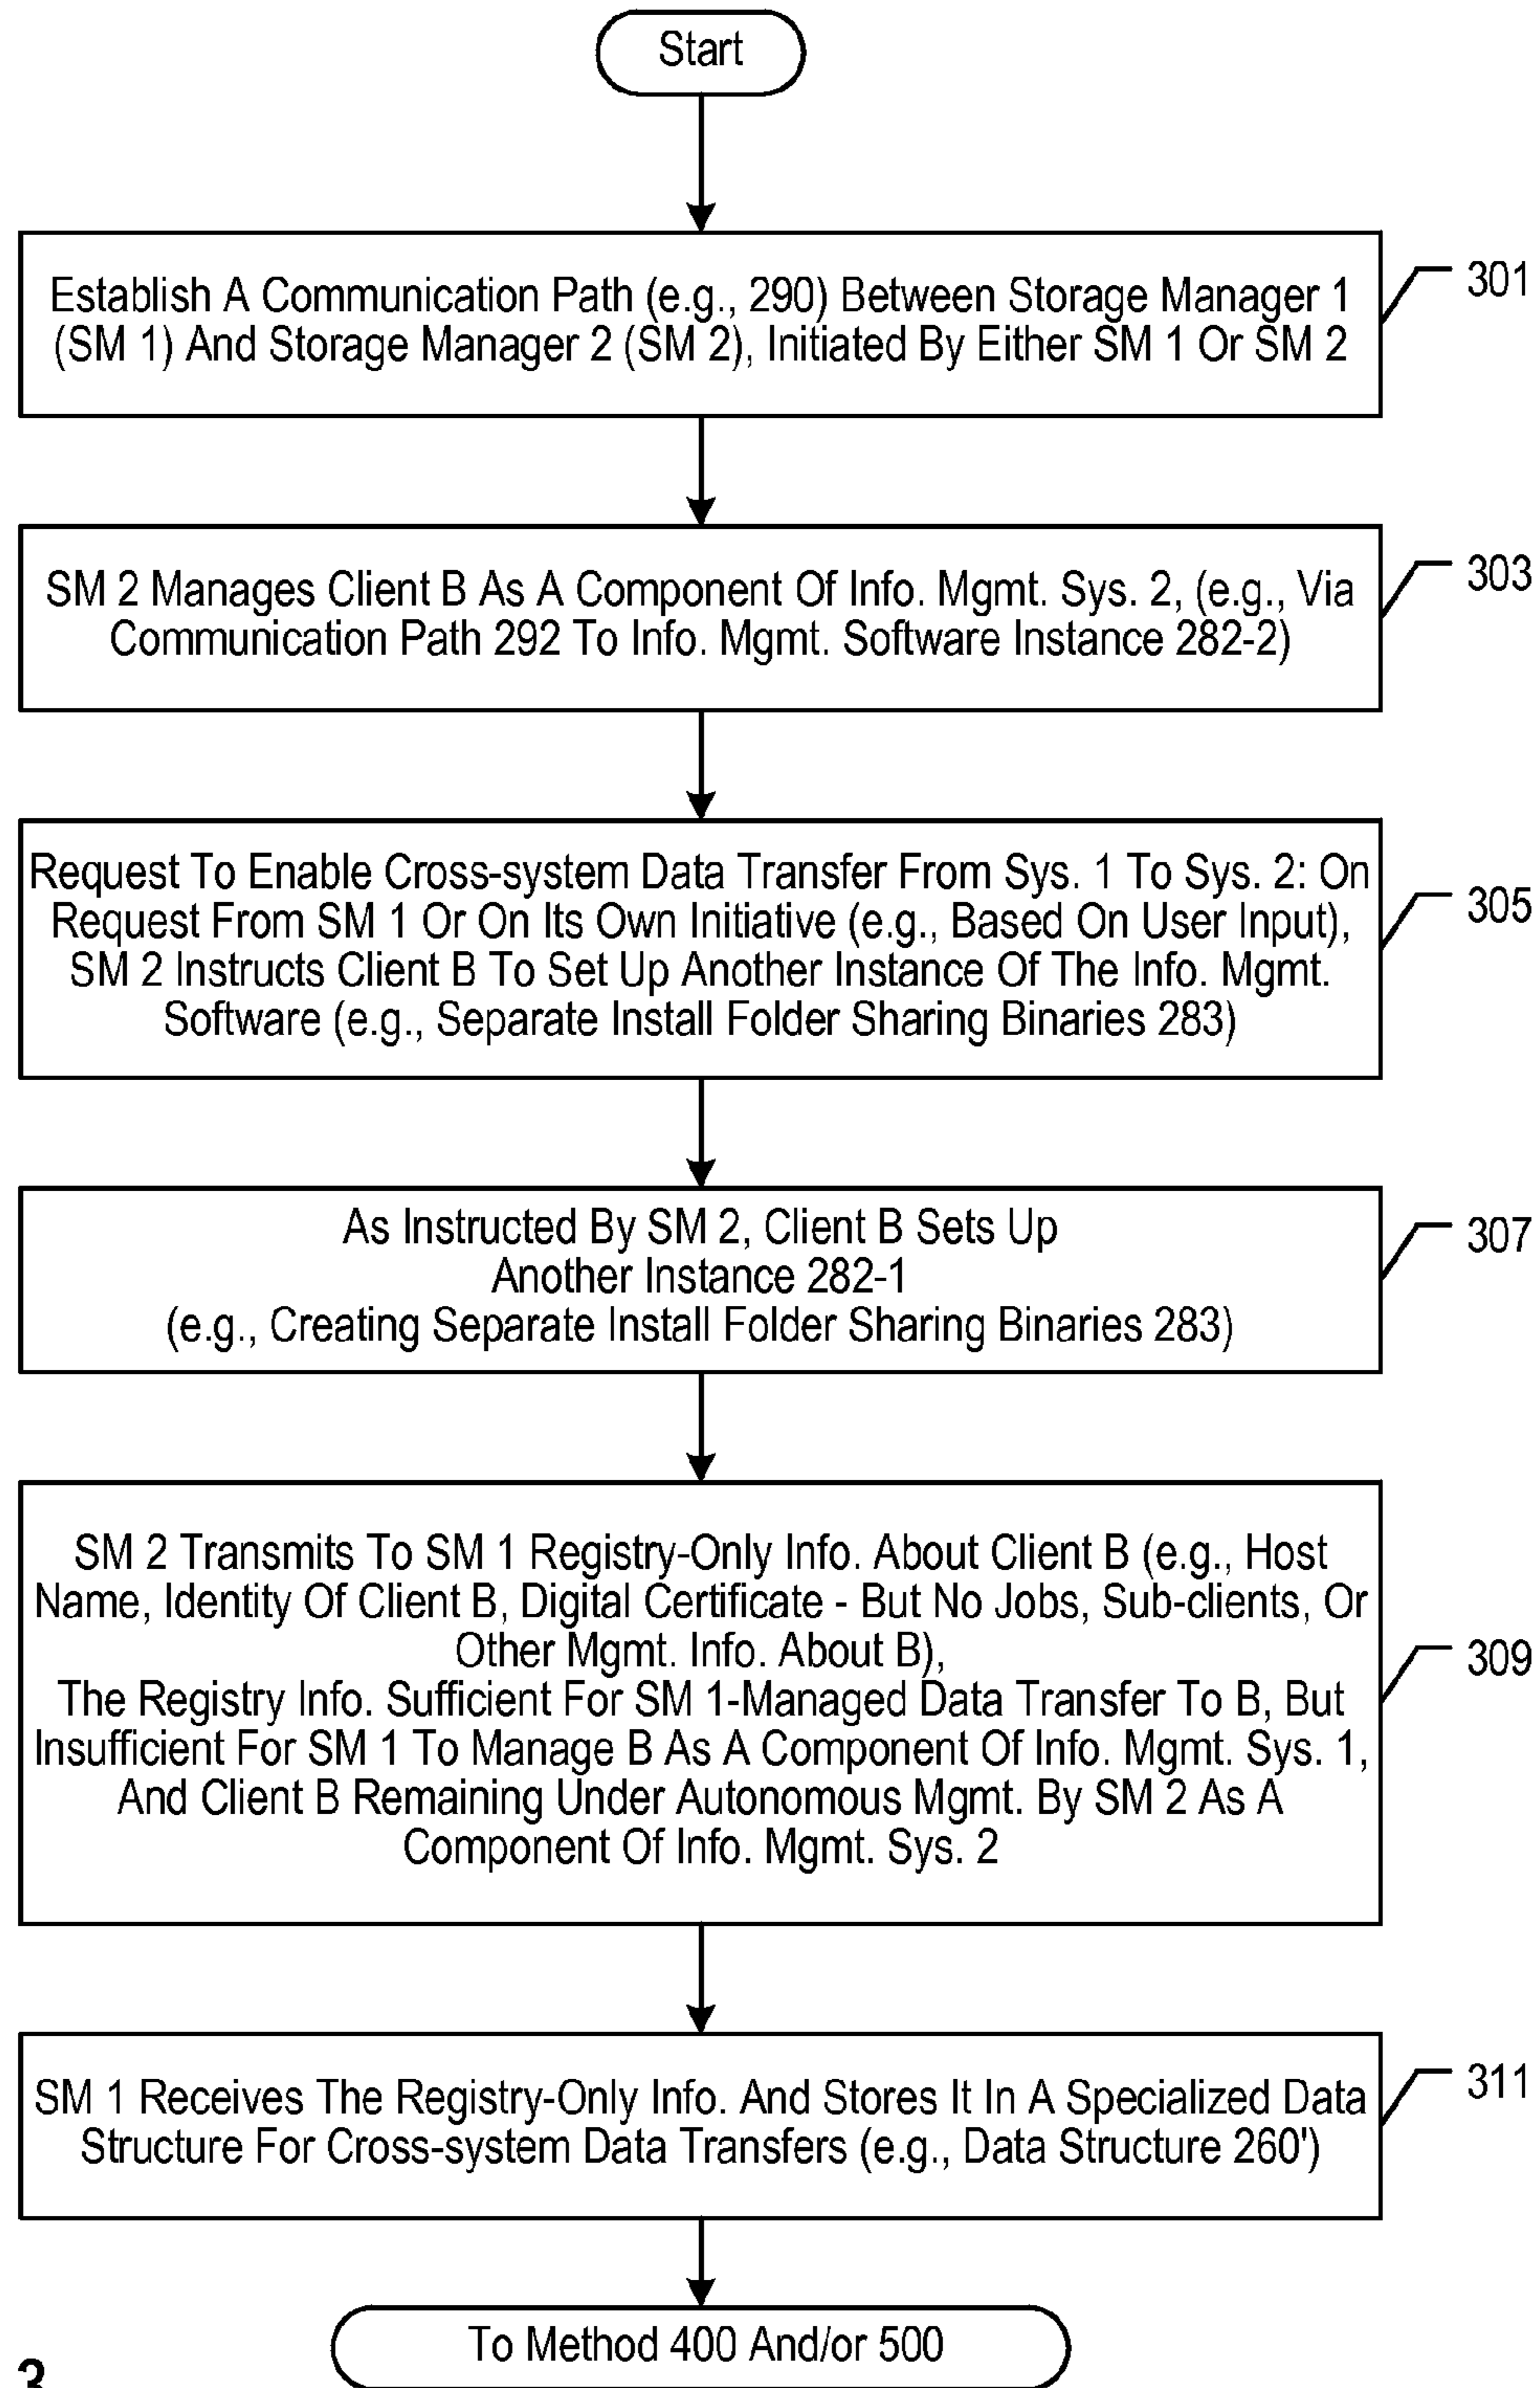 Start
Establish A Communication Path (e.g., 290) Between Storage Manager 1
(SM 1) And Storage Manager 2 (SM 2), Initiated By Either SM 1 Or SM 2
301
SM 2 Manages Client B As A Component Of Info. Mgmt. Sys. 2, (e.g., Via
Communication Path 292 To Info. Mgmt. Software Instance 282-2)
303
Request To Enable Cross-system Data Transfer From Sys. 1 To Sys. 2: On
Request From SM 1 Or On Its Own Initiative (e.g., Based On User Input),
SM 2 Instructs Client B To Set Up Another Instance Of The Info. Mgmt.
Software (e.g., Separate Install Folder Sharing Binaries 283)
305
As Instructed By SM 2, Client B Sets Up
Another Instance 282-1
(e.g., Creating Separate Install Folder Sharing Binaries 283)
307
SM 2 Transmits To SM 1 Registry-Only Info. About Client B (e.g., Host
Name, Identity Of Client B, Digital Certificate - But No Jobs, Sub-clients, Or
Other Mgmt. Info. About B),
The Registry Info. Sufficient For SM 1-Managed Data Transfer To B, But
Insufficient For SM 1 To Manage B As A Component Of Info. Mgmt. Sys. 1,
And Client B Remaining Under Autonomous Mgmt. By SM 2 As A
Component Of Info. Mgmt. Sys. 2
309
SM 1 Receives The Registry-Only Info. And Stores It In A Specialized Data
Structure For Cross-system Data Transfers (e.g., Data Structure 260')
311
To Method 400 And/or 500
3